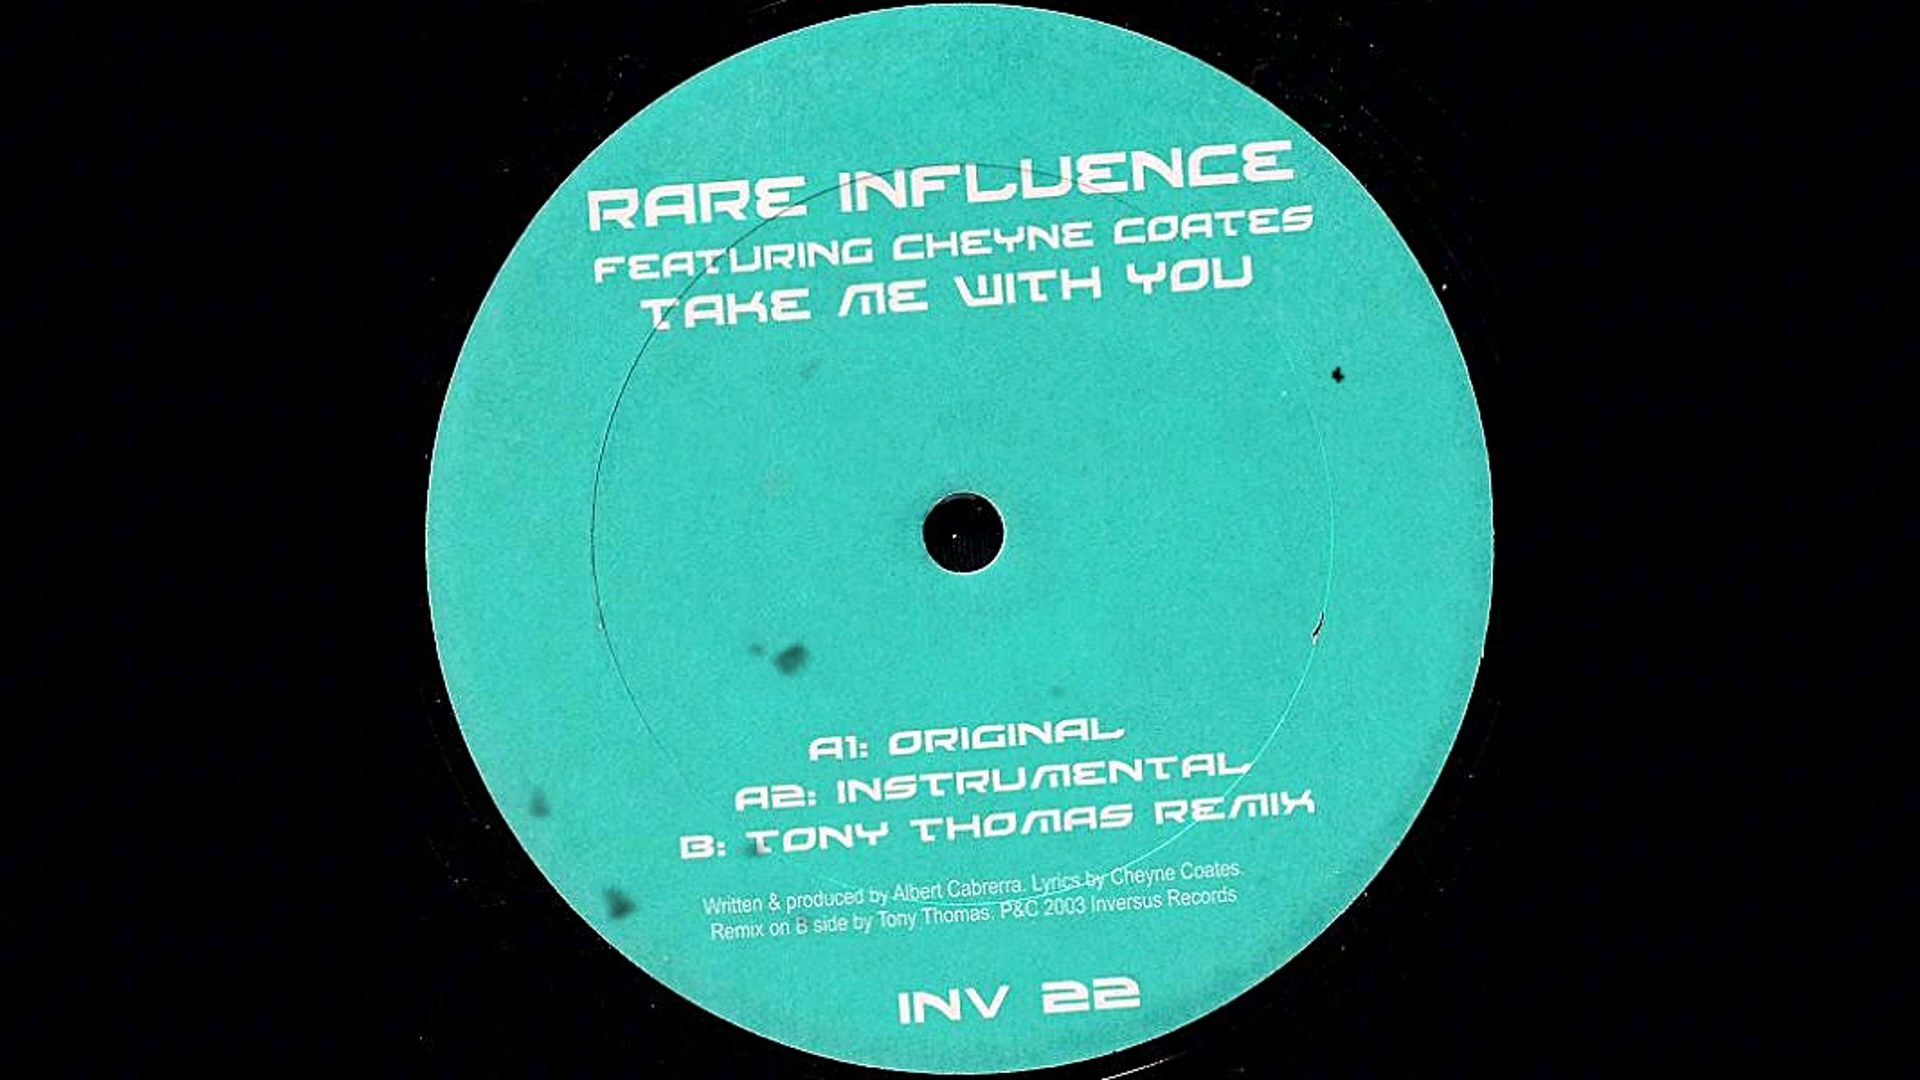 RARE INFLUENCE
FEATURING CHEYNE COATES
TAKE ME WITH YOU
A1: ORIGINAL
A2: INSTRUMENTAL
B: TONY THOMAS REMIX
Written & produced by Albert Cabrerra. Lyrics by Cheyne Coates.
Remix on B side by Tony Thomas. P&C 2003 Inversus Records
INV 22